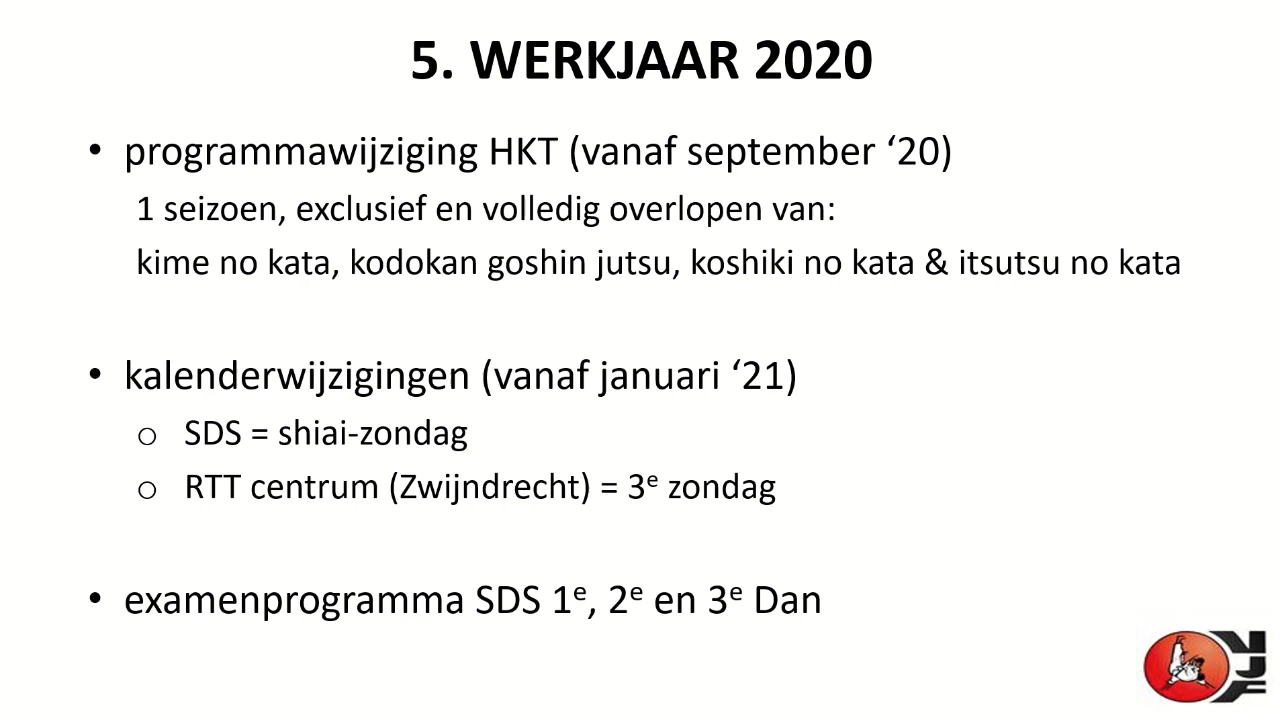 5. WERKJAAR 2020
• programmawijziging HKT (vanaf september ‘20)
1 seizoen, exclusief en volledig overlopen van:
kime no kata, kodokan goshin jutsu, koshiki no kata & itsutsu no kata
• kalenderwijzigingen (vanaf januari ‘21)
o SDS = shiai-zondag
o RTT centrum (Zwijndrecht) = 3e zondag
• examenprogramma SDS 1e, 2e en 3e Dan
VJF